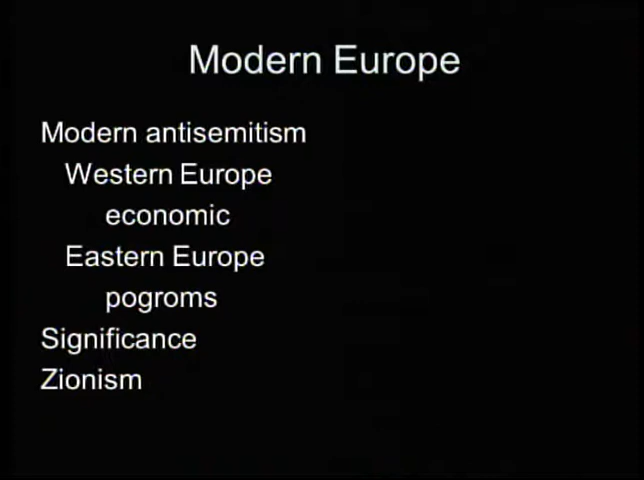 Modern Europe
Modern antisemitism
Western Europe
economic
Eastern Europe
pogroms
Significance
Zionism